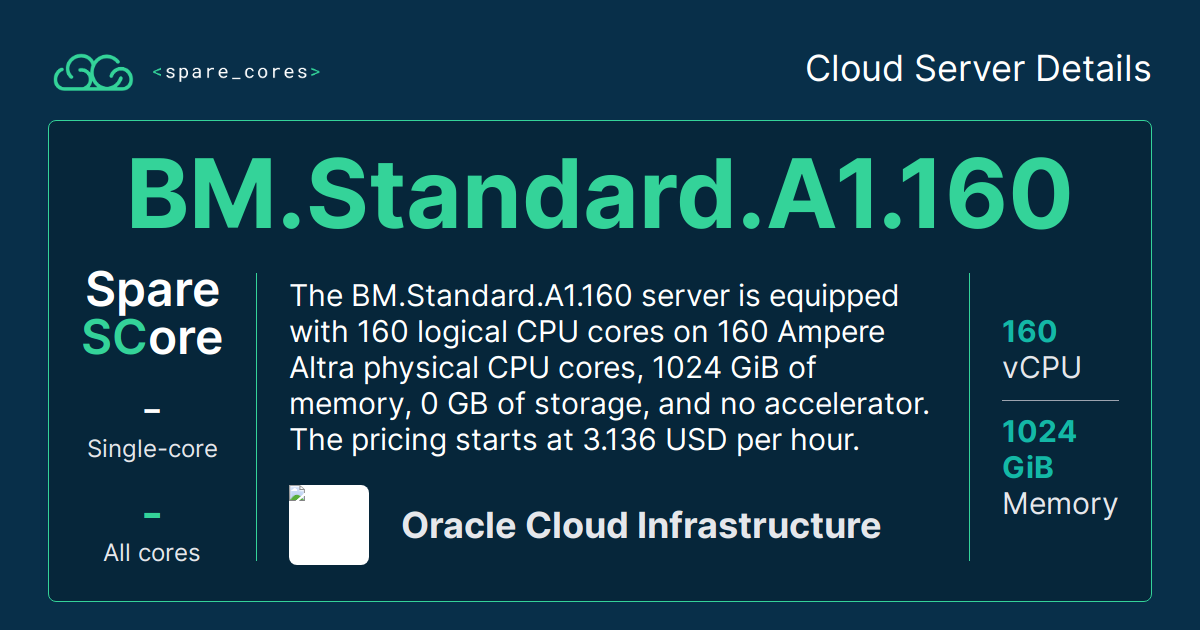 <spare_cores>
Cloud Server Details
BM.Standard.A1.160
Spare
SCore
–
Single-core
–
All cores
The BM.Standard.A1.160 server is equipped
with 160 logical CPU cores on 160 Ampere
Altra physical CPU cores, 1024 GiB of
memory, 0 GB of storage, and no accelerator.
The pricing starts at 3.136 USD per hour.
Oracle Cloud Infrastructure
160
vCPU
1024
GiB
Memory